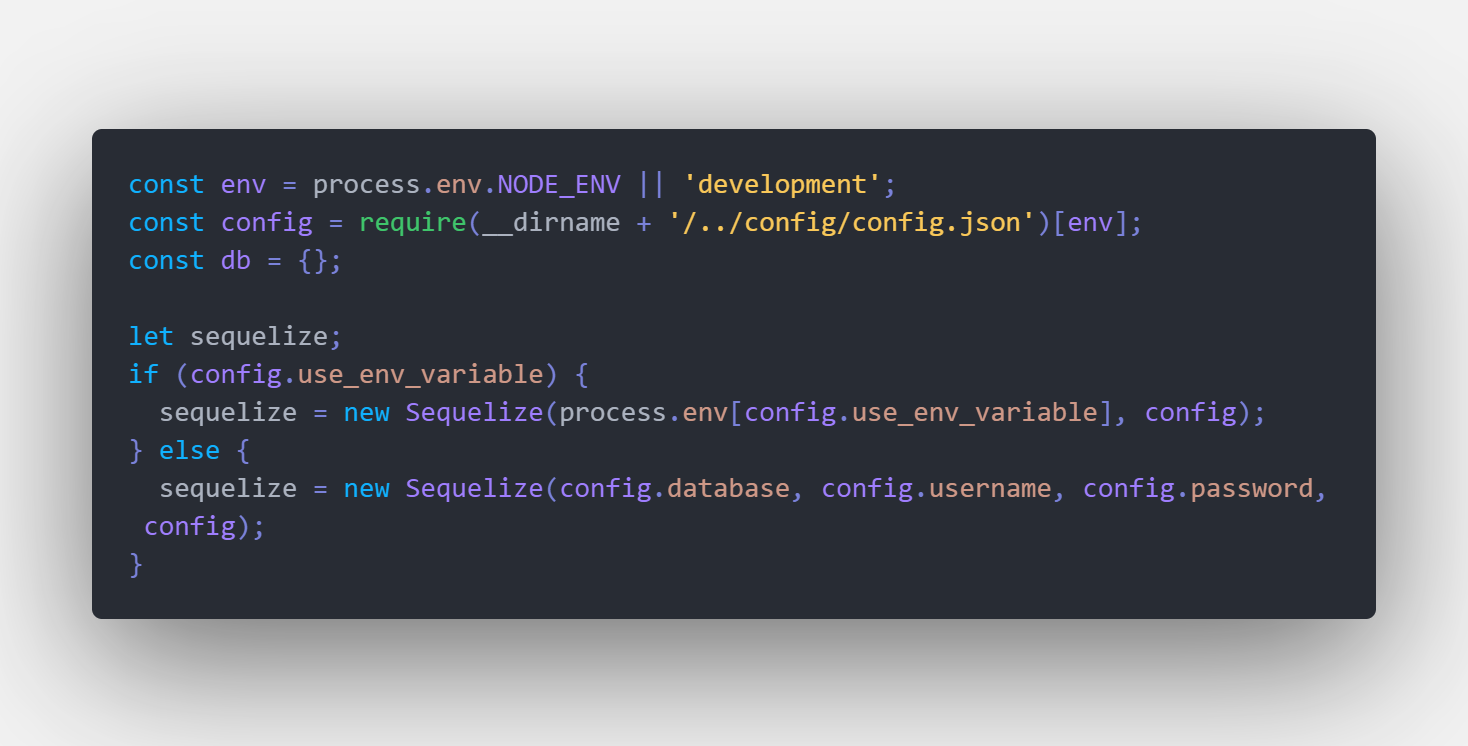 const env = process.env.NODE_ENV || 'development';
const config = require(__dirname + '/../config/config.json')[env];
const db = {};

let sequelize;
if (config.use_env_variable) {
  sequelize = new Sequelize(process.env[config.use_env_variable], config);
} else {
  sequelize = new Sequelize(config.database, config.username, config.password,
 config);
}